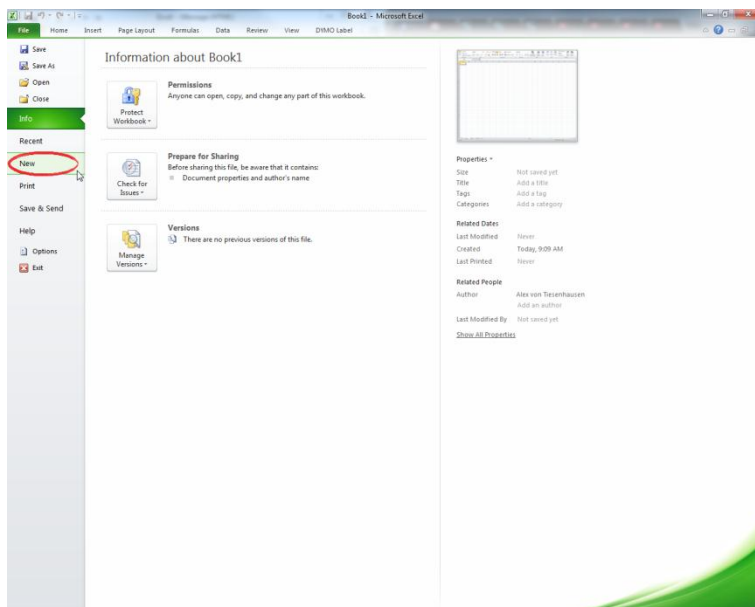 Book1 - Microsoft Excel
File Home Insert Page Layout Formulas Data Review View DYMO Label
Save
Save As
Open
Close
Info
Recent
New
Print
Save & Send
Help
Options
Exit
Information about Book1
Protect
Workbook
Permissions
Anyone can open, copy, and change any part of this workbook.
Check for
Issues
Prepare for Sharing
Before sharing this file, be aware that it contains:
Document properties and author's name
Manage
Versions
Versions
There are no previous versions of this file.
Properties
Size Not saved yet
Title Add a title
Tags Add a tag
Categories Add a category
Related Dates
Last Modified Never
Created Today, 9:09 AM
Last Printed Never
Related People
Author Alex von Tiesenhausen
Add an author
Last Modified By Not saved yet
Show All Properties